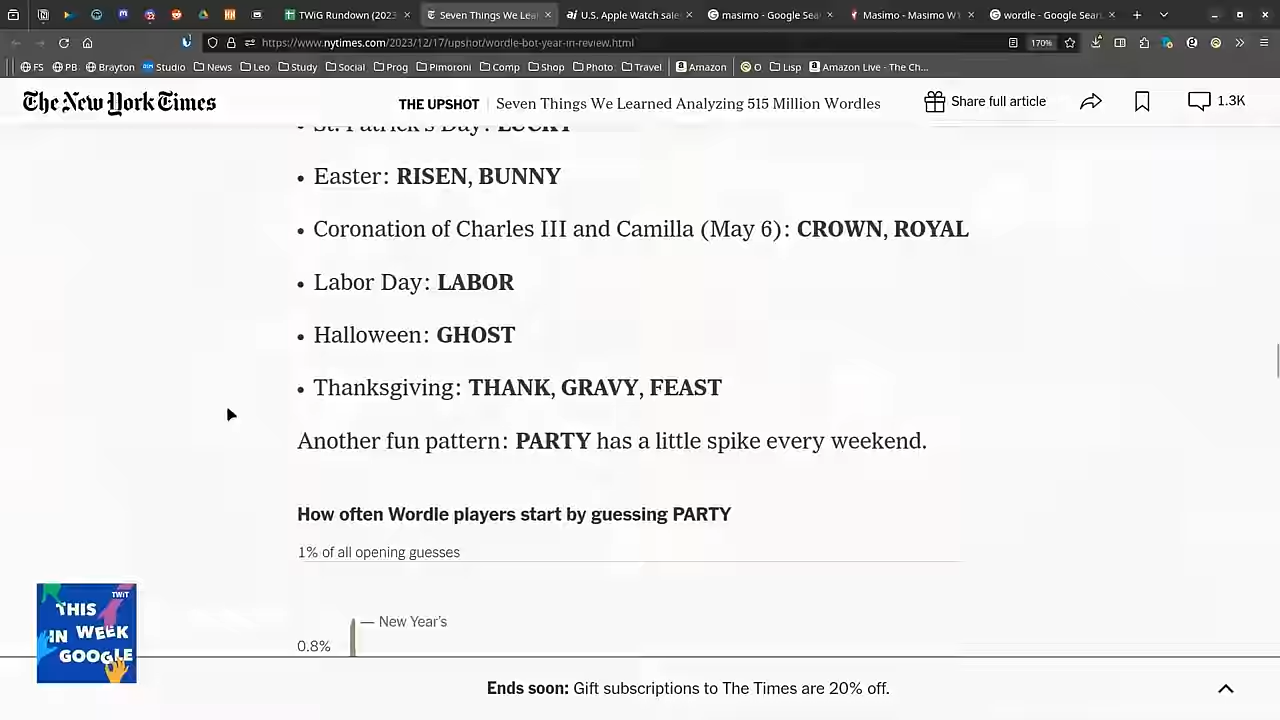 TWiG Rundown (2023
Seven Things We Lea
U.S. Apple Watch sale
masimo - Google Sea
Masimo - Masimo W1
wordle - Google Sear
https://www.nytimes.com/2023/12/17/upshot/wordle-bot-year-in-review.html
170%
FS PB Brayton Studio News Leo Study Social Prog Pimoroni Comp Shop Photo Travel Amazon O Lisp Amazon Live - The Ch...
The New York Times
THE UPSHOT | Seven Things We Learned Analyzing 515 Million Wordles
Share full article
1.3K
• St. Patrick's Day: LUCKY
• Easter: RISEN, BUNNY
• Coronation of Charles III and Camilla (May 6): CROWN, ROYAL
• Labor Day: LABOR
• Halloween: GHOST
• Thanksgiving: THANK, GRAVY, FEAST
Another fun pattern: PARTY has a little spike every weekend.
How often Wordle players start by guessing PARTY
1% of all opening guesses
— New Year's
0.8%
TWiT
THIS
IN WEEK
GOOGLE
Ends soon: Gift subscriptions to The Times are 20% off.